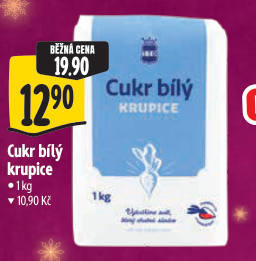 BĚŽNÁ CENA
19.90
12 90
Cukr bílý
krupice
• 1 kg
▼ 10,90 Kč
Cukr bílý
KRUPICE
1 kg